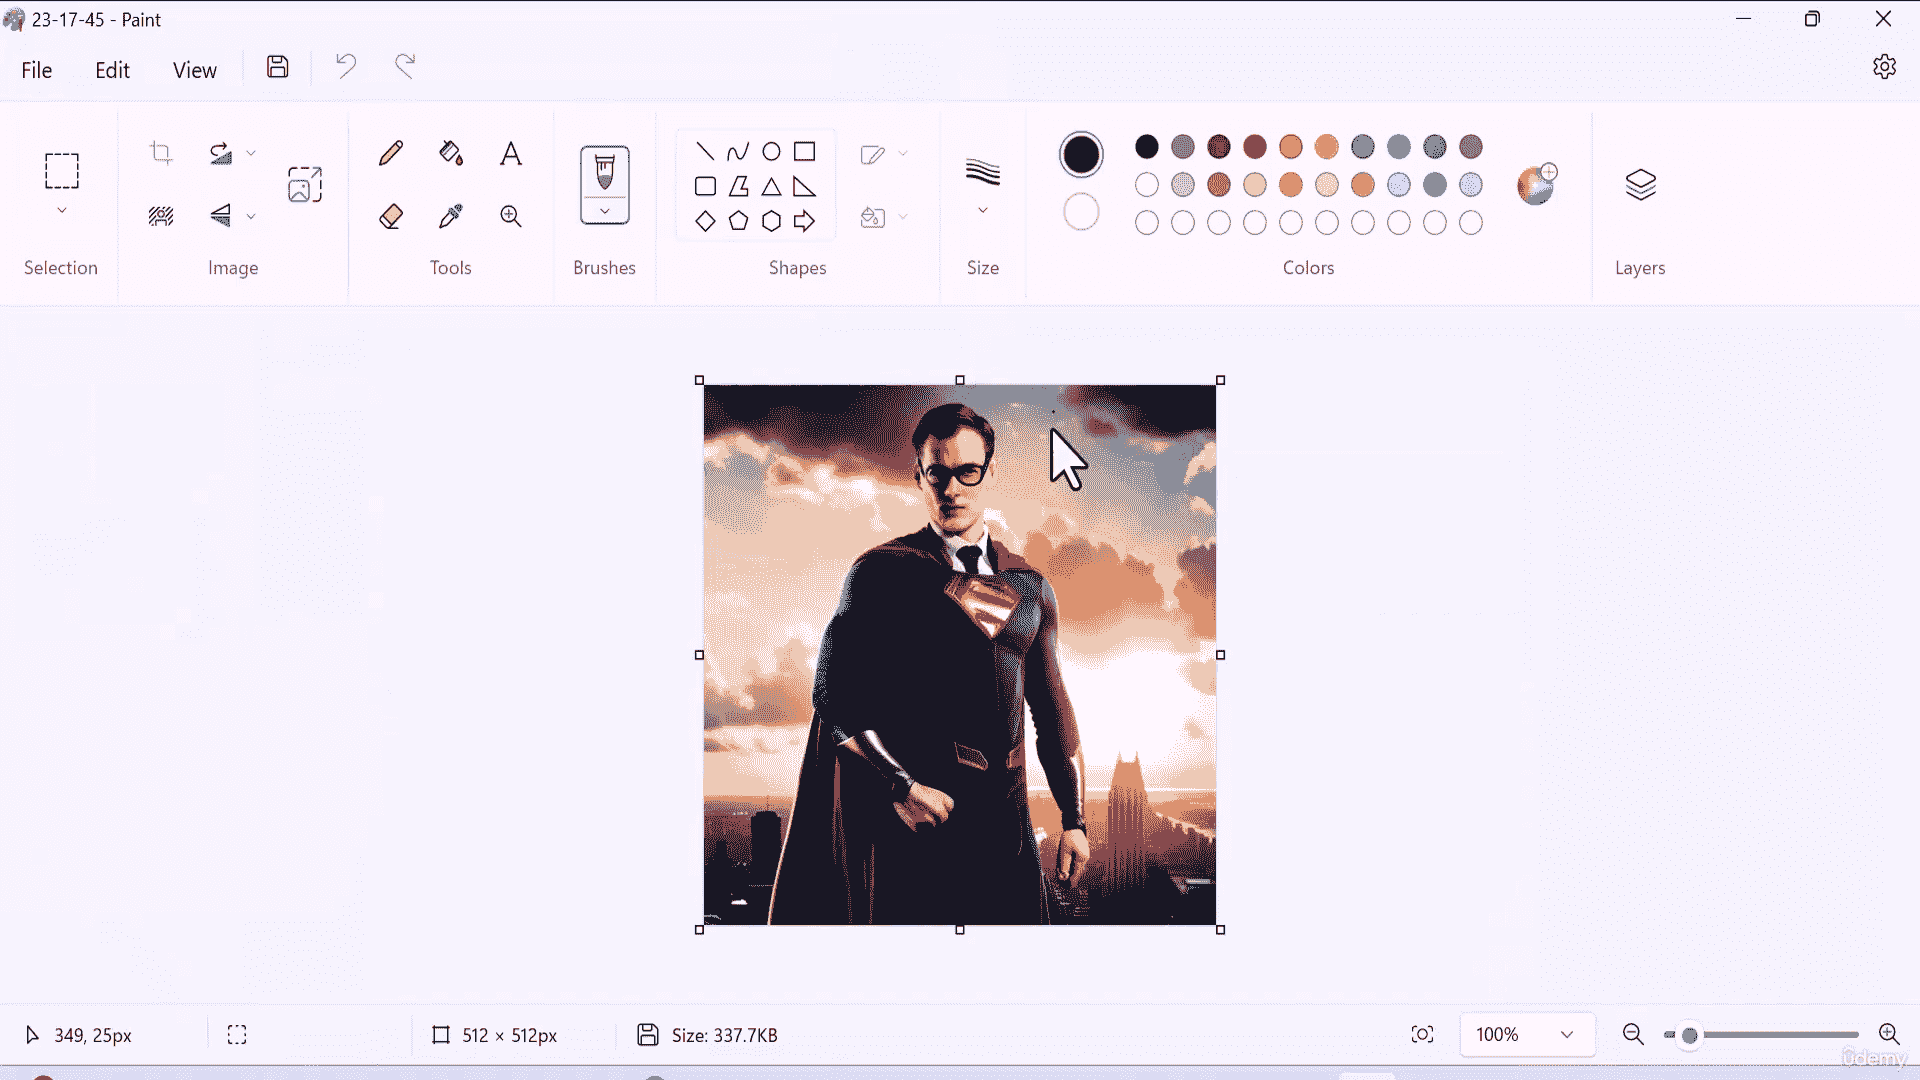 23-17-45 - Paint
File Edit View
Selection Image Tools Brushes Shapes Size Colors Layers
349, 25px 512 × 512px Size: 337.7KB 100%
ûdemy